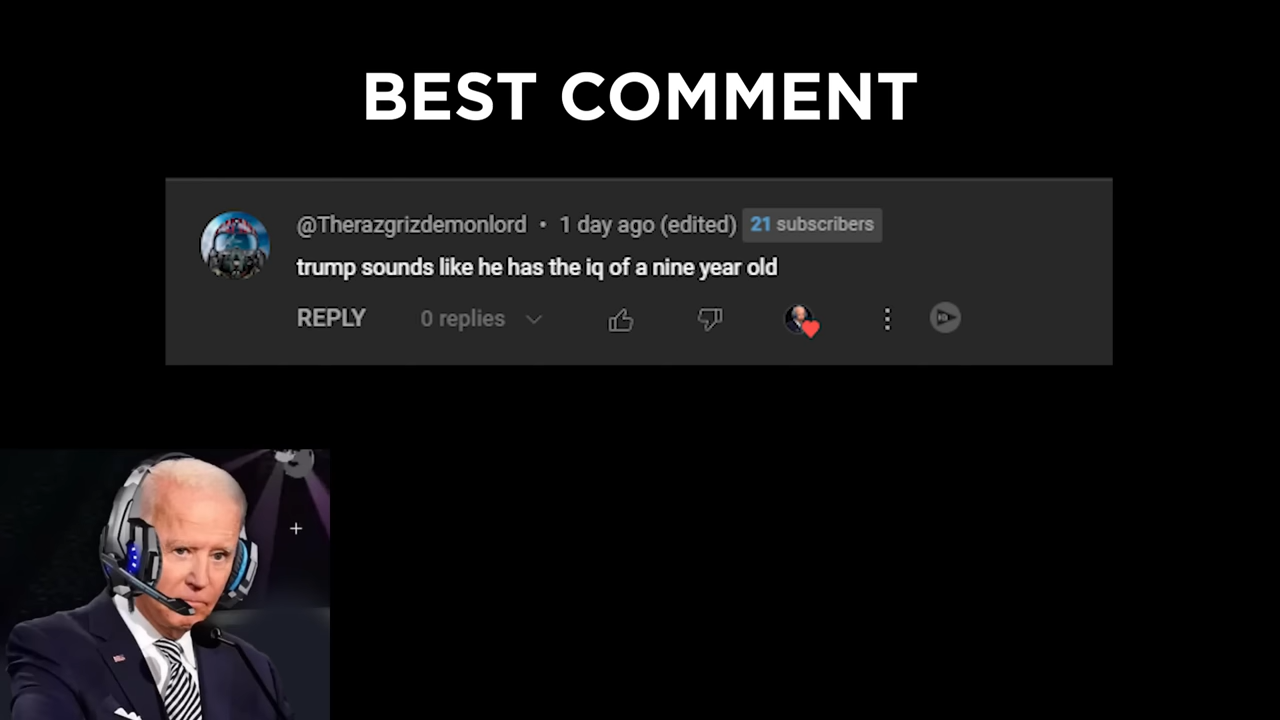 BEST COMMENT
@Therazgrizdemonlord • 1 day ago (edited) 21 subscribers
trump sounds like he has the iq of a nine year old
REPLY 0 replies